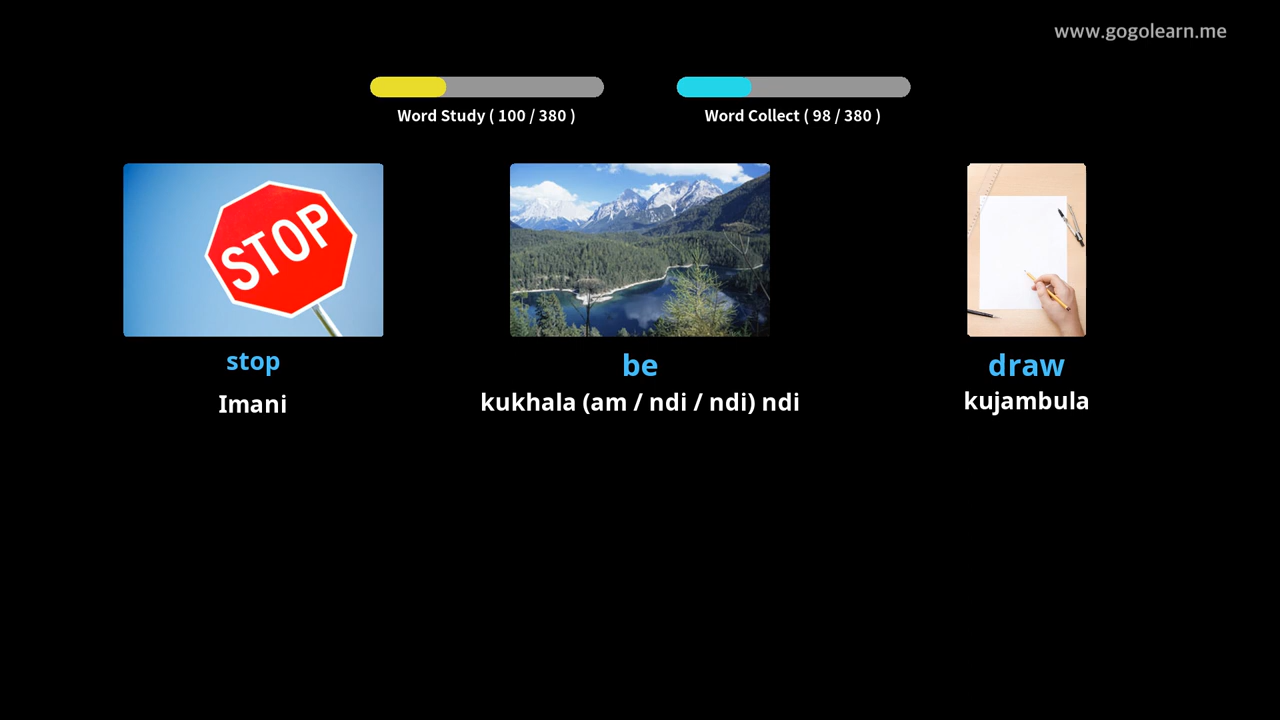 www.gogolearn.me
Word Study ( 100 / 380 )
Word Collect ( 98 / 380 )
STOP
stop
be
draw
Imani
kukhala (am / ndi / ndi) ndi
kujambula